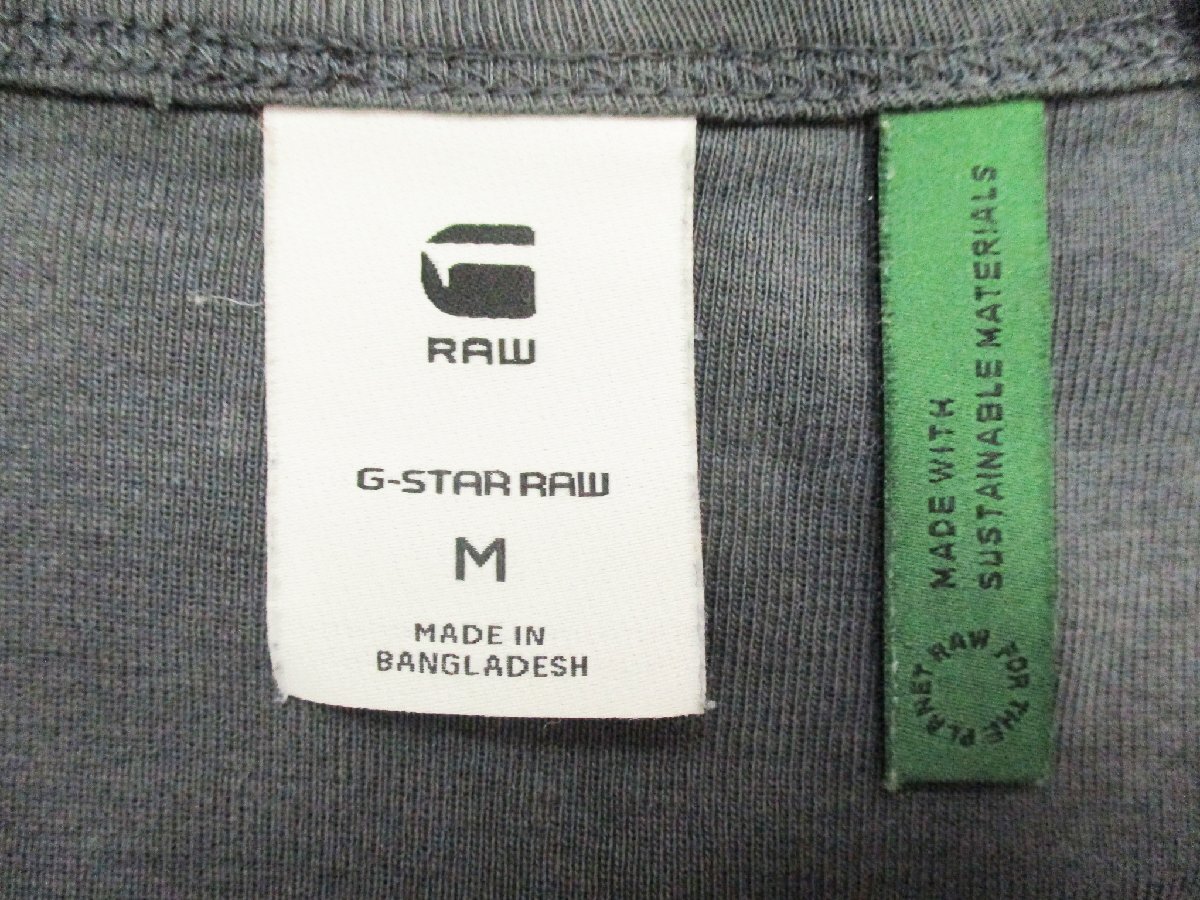 RAW
G-STAR RAW
M
MADE IN
BANGLADESH
MADE WITH
SUSTAINABLE MATERIALS
RAW FOR THE PLANET